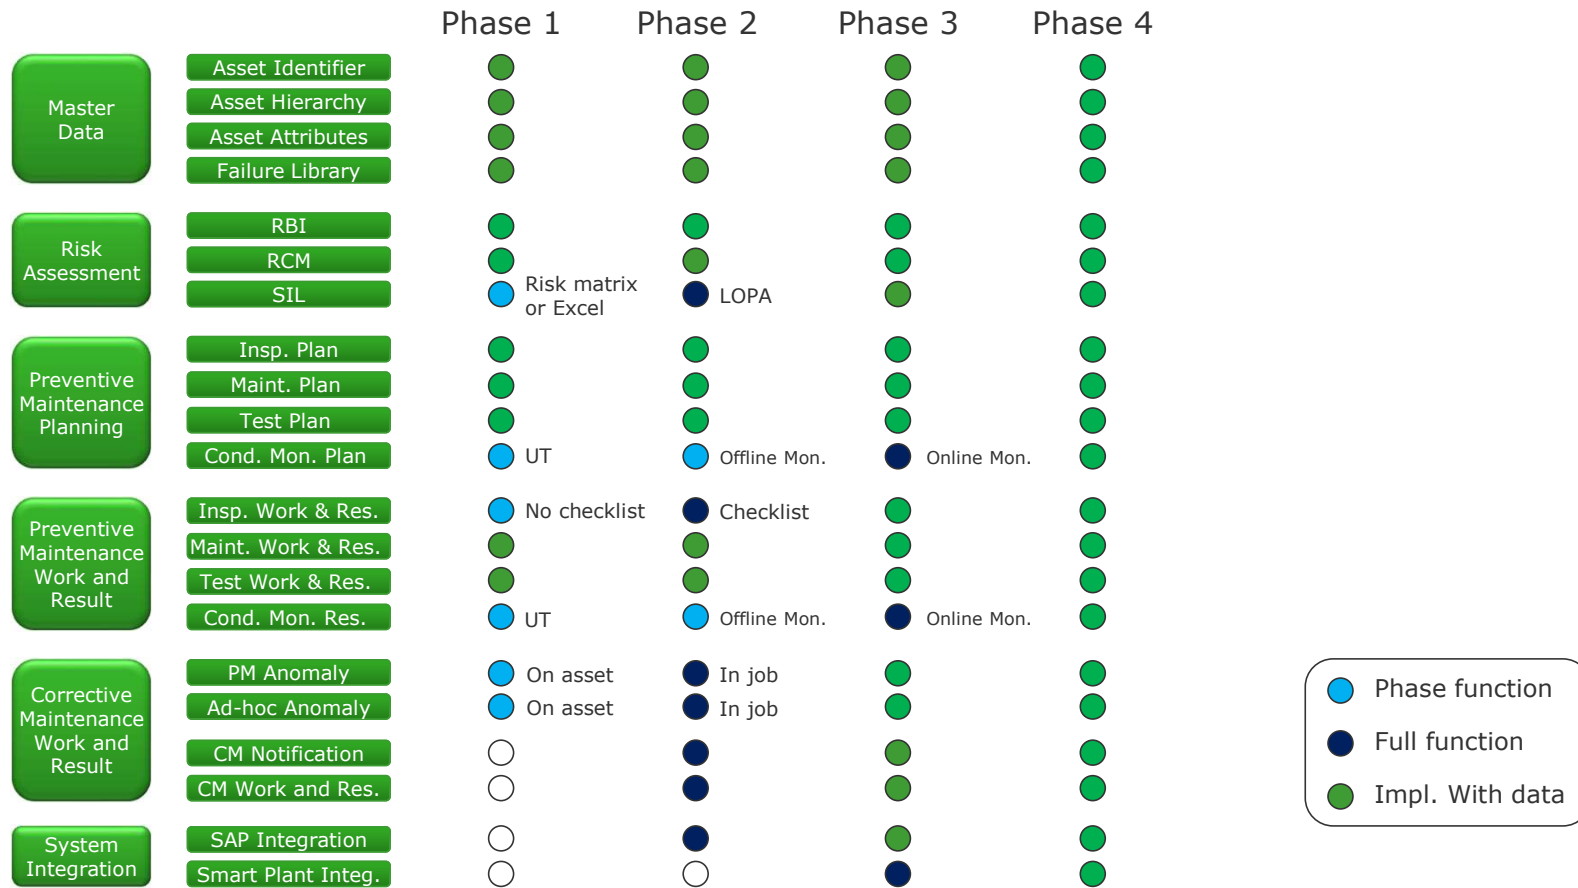 Phase 1 Phase 2 Phase 3 Phase 4
Master
Data
Asset Identifier
Asset Hierarchy
Asset Attributes
Failure Library
Risk
Assessment
RBI
RCM
SIL
Risk matrix
or Excel
LOPA
Preventive
Maintenance
Planning
Insp. Plan
Maint. Plan
Test Plan
Cond. Mon. Plan
UT
Offline Mon.
Online Mon.
Preventive
Maintenance
Work and
Result
Insp. Work & Res.
No checklist
Checklist
Maint. Work & Res.
Test Work & Res.
Cond. Mon. Res.
UT
Offline Mon.
Online Mon.
Corrective
Maintenance
Work and
Result
PM Anomaly
On asset
In job
Ad-hoc Anomaly
On asset
In job
CM Notification
CM Work and Res.
System
Integration
SAP Integration
Smart Plant Integ.
Phase function
Full function
Impl. With data